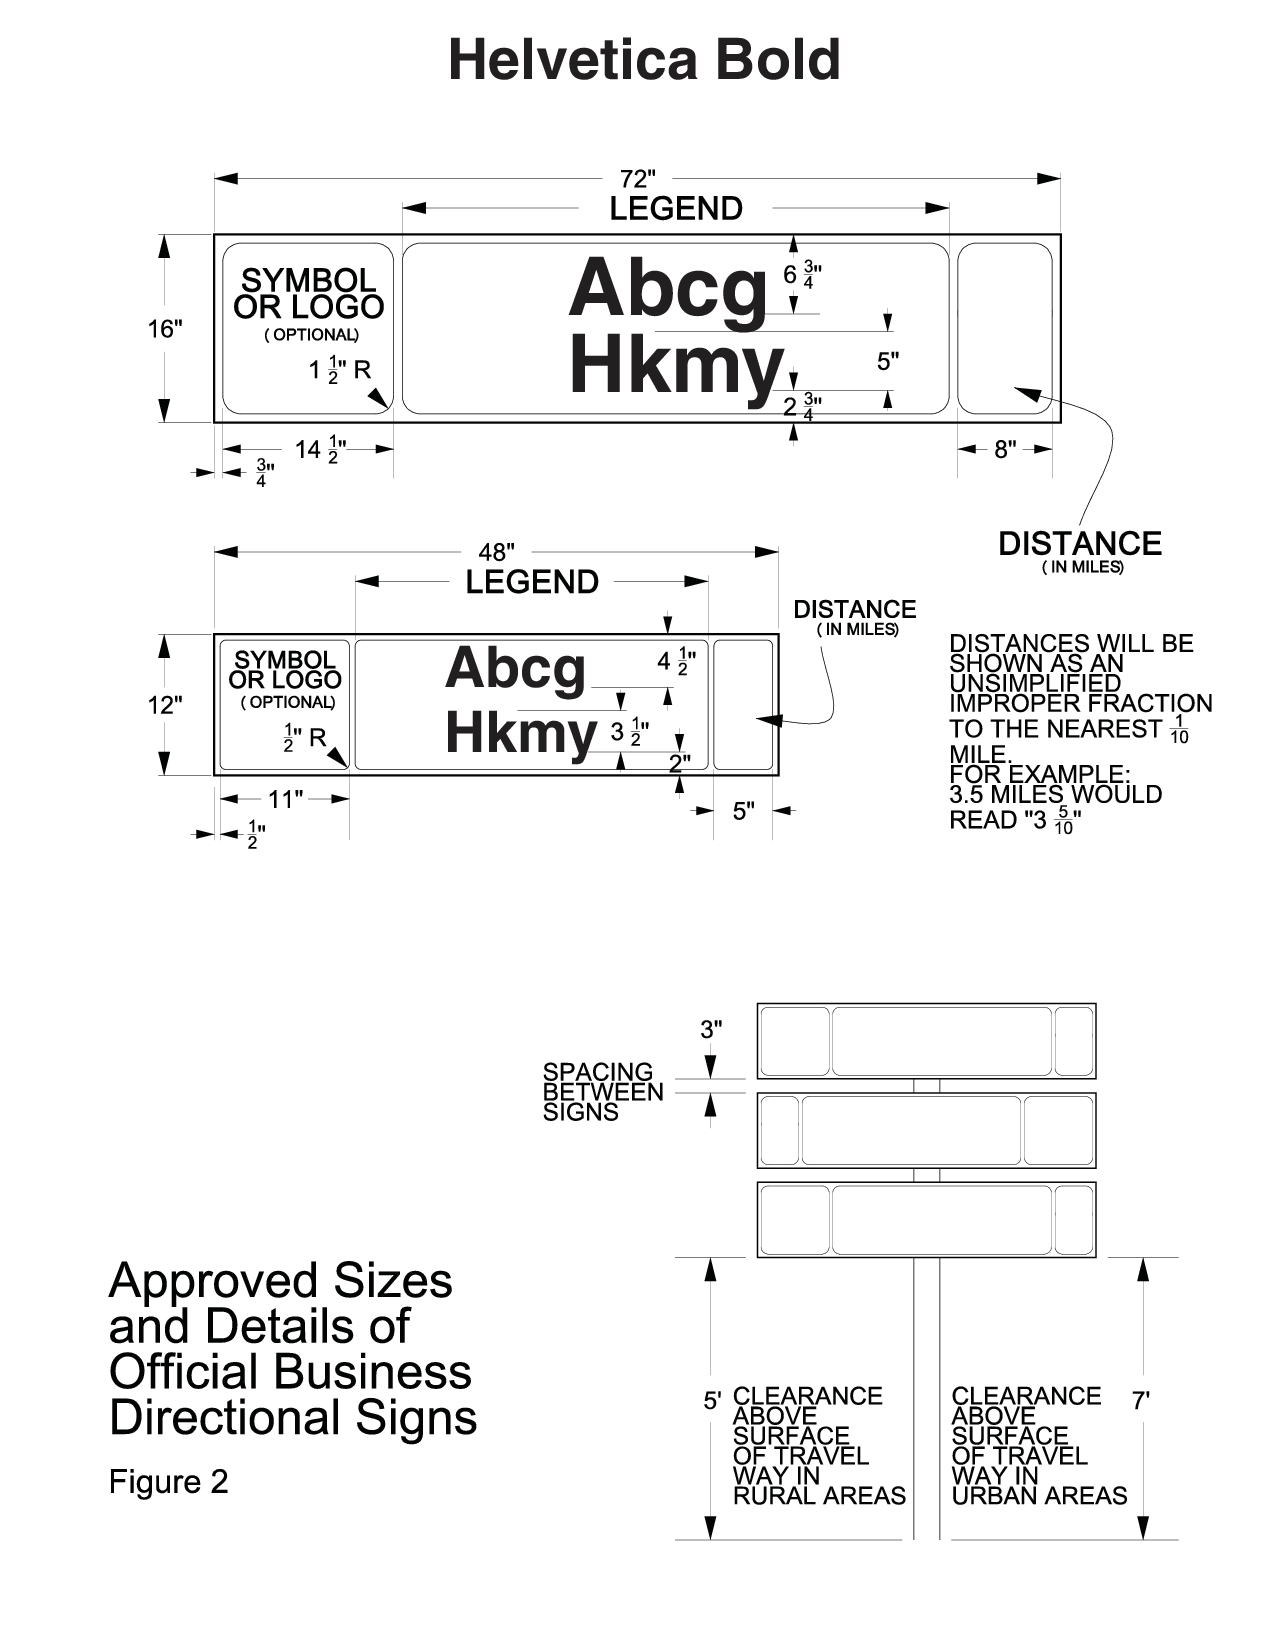 Helvetica Bold
72"
LEGEND
SYMBOL
OR LOGO
( OPTIONAL)
1 1/2" R
16"
Abcg
Hkmy
6 3/4"
5"
2 3/4"
14 1/2"
3/4"
8"
DISTANCE
( IN MILES)
48"
LEGEND
SYMBOL
OR LOGO
( OPTIONAL)
1/2" R
12"
Abcg
Hkmy
4 1/2"
3 1/2"
2"
11"
1/2"
5"
DISTANCE
( IN MILES)
DISTANCES WILL BE
SHOWN AS AN
UNSIMPLIFIED
IMPROPER FRACTION
TO THE NEAREST 1/10
MILE.
FOR EXAMPLE:
3.5 MILES WOULD
READ "3 5/10"
3"
SPACING
BETWEEN
SIGNS
5'
CLEARANCE
ABOVE
SURFACE
OF TRAVEL
WAY IN
RURAL AREAS
CLEARANCE
ABOVE
SURFACE
OF TRAVEL
WAY IN
URBAN AREAS
7'
Approved Sizes
and Details of
Official Business
Directional Signs
Figure 2